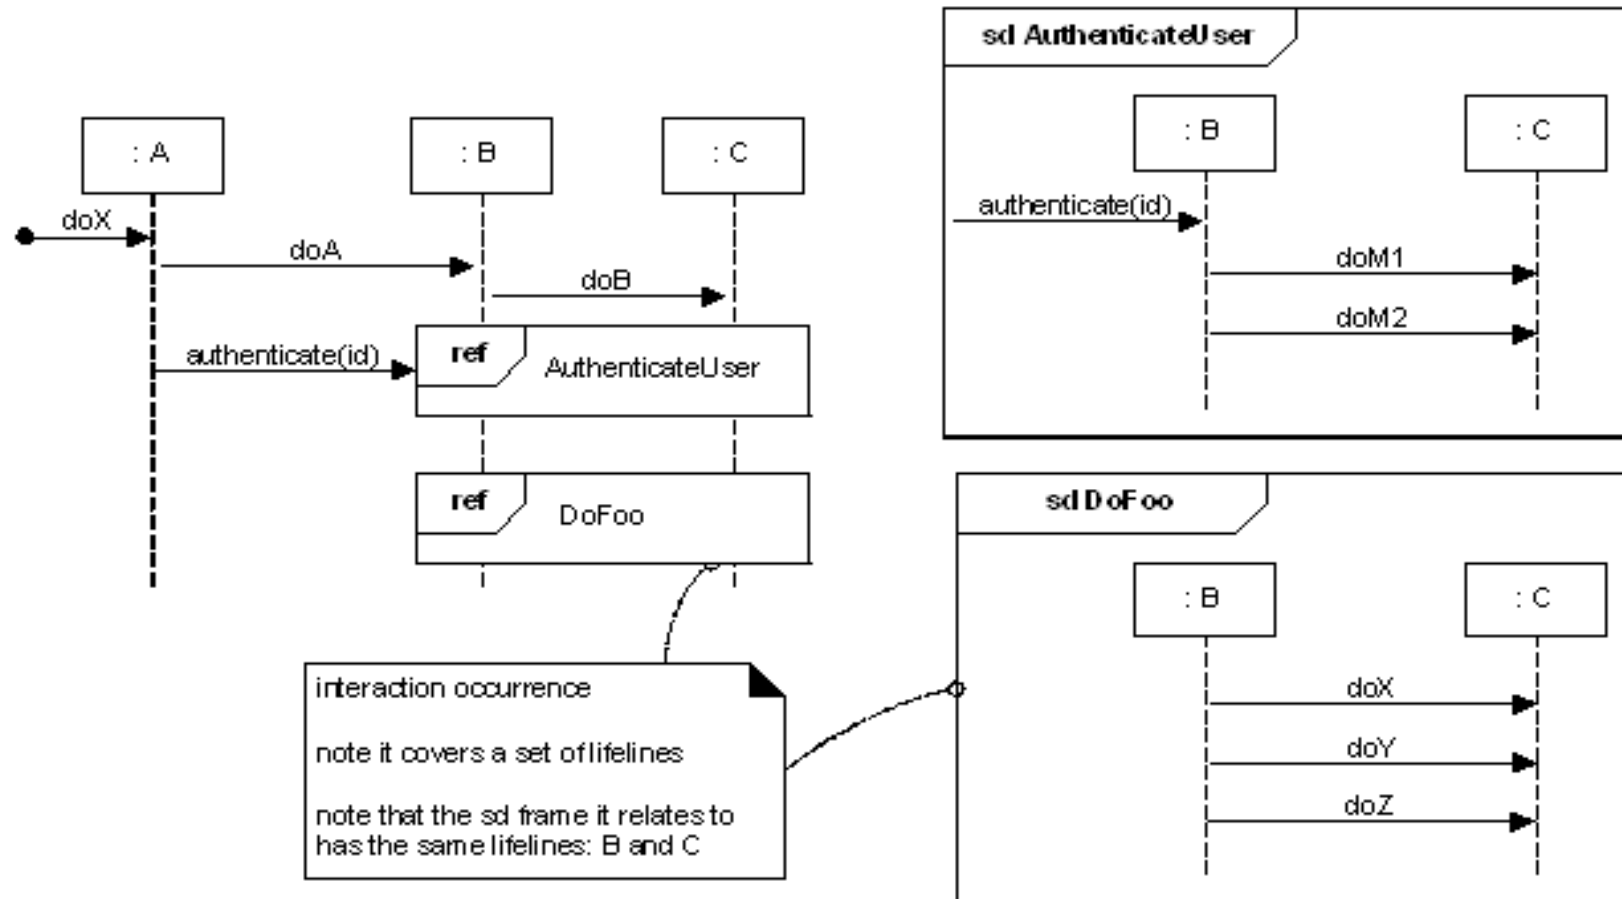 : A
: B
: C
doX
doA
doB
authenticate(id)
ref
AuthenticateUser
ref
DoFoo
interaction occurrence
note it covers a set of lifelines
note that the sd frame it relates to
has the same lifelines: B and C
sd AuthenticateUser
: B
: C
authenticate(id)
doM1
doM2
sd DoFoo
: B
: C
doX
doY
doZ